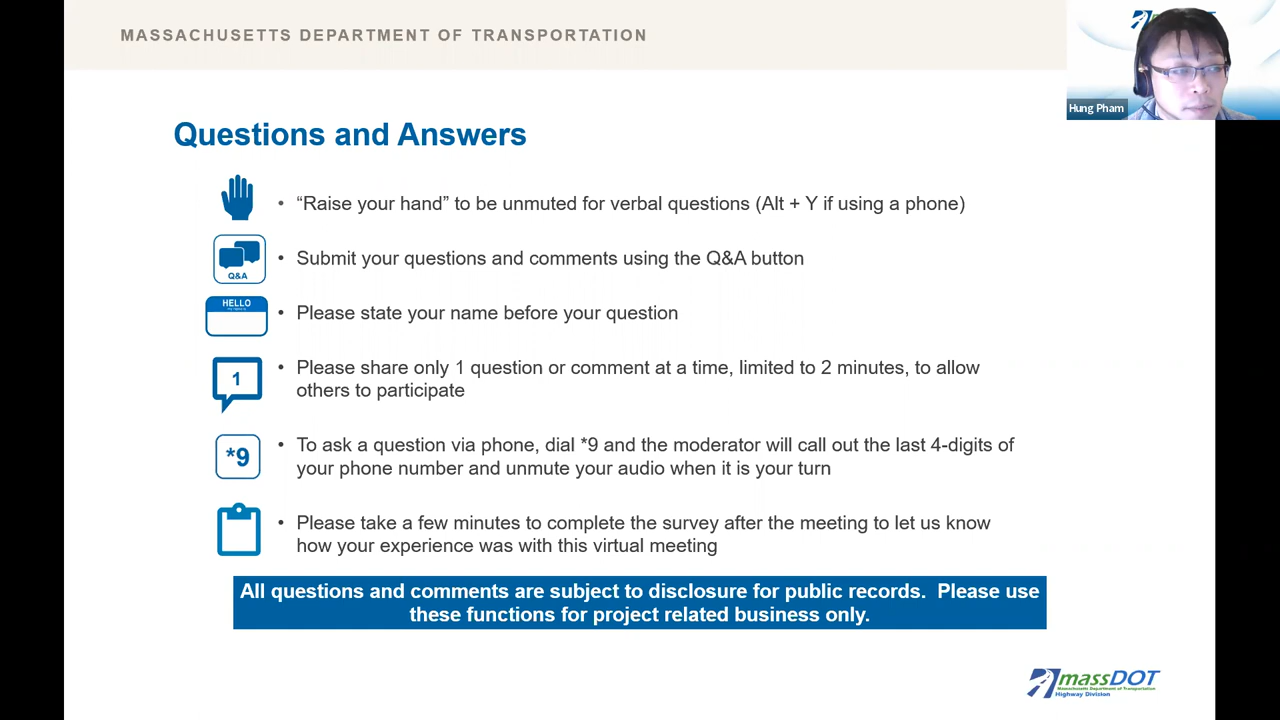 MASSACHUSETTS DEPARTMENT OF TRANSPORTATION
Hung Pham
Questions and Answers
• “Raise your hand” to be unmuted for verbal questions (Alt + Y if using a phone)
Q&A
• Submit your questions and comments using the Q&A button
HELLO
• Please state your name before your question
1
• Please share only 1 question or comment at a time, limited to 2 minutes, to allow
others to participate
*9
• To ask a question via phone, dial *9 and the moderator will call out the last 4-digits of
your phone number and unmute your audio when it is your turn
• Please take a few minutes to complete the survey after the meeting to let us know
how your experience was with this virtual meeting
All questions and comments are subject to disclosure for public records. Please use
these functions for project related business only.
massDOT
Massachusetts Department of Transportation
Highway Division